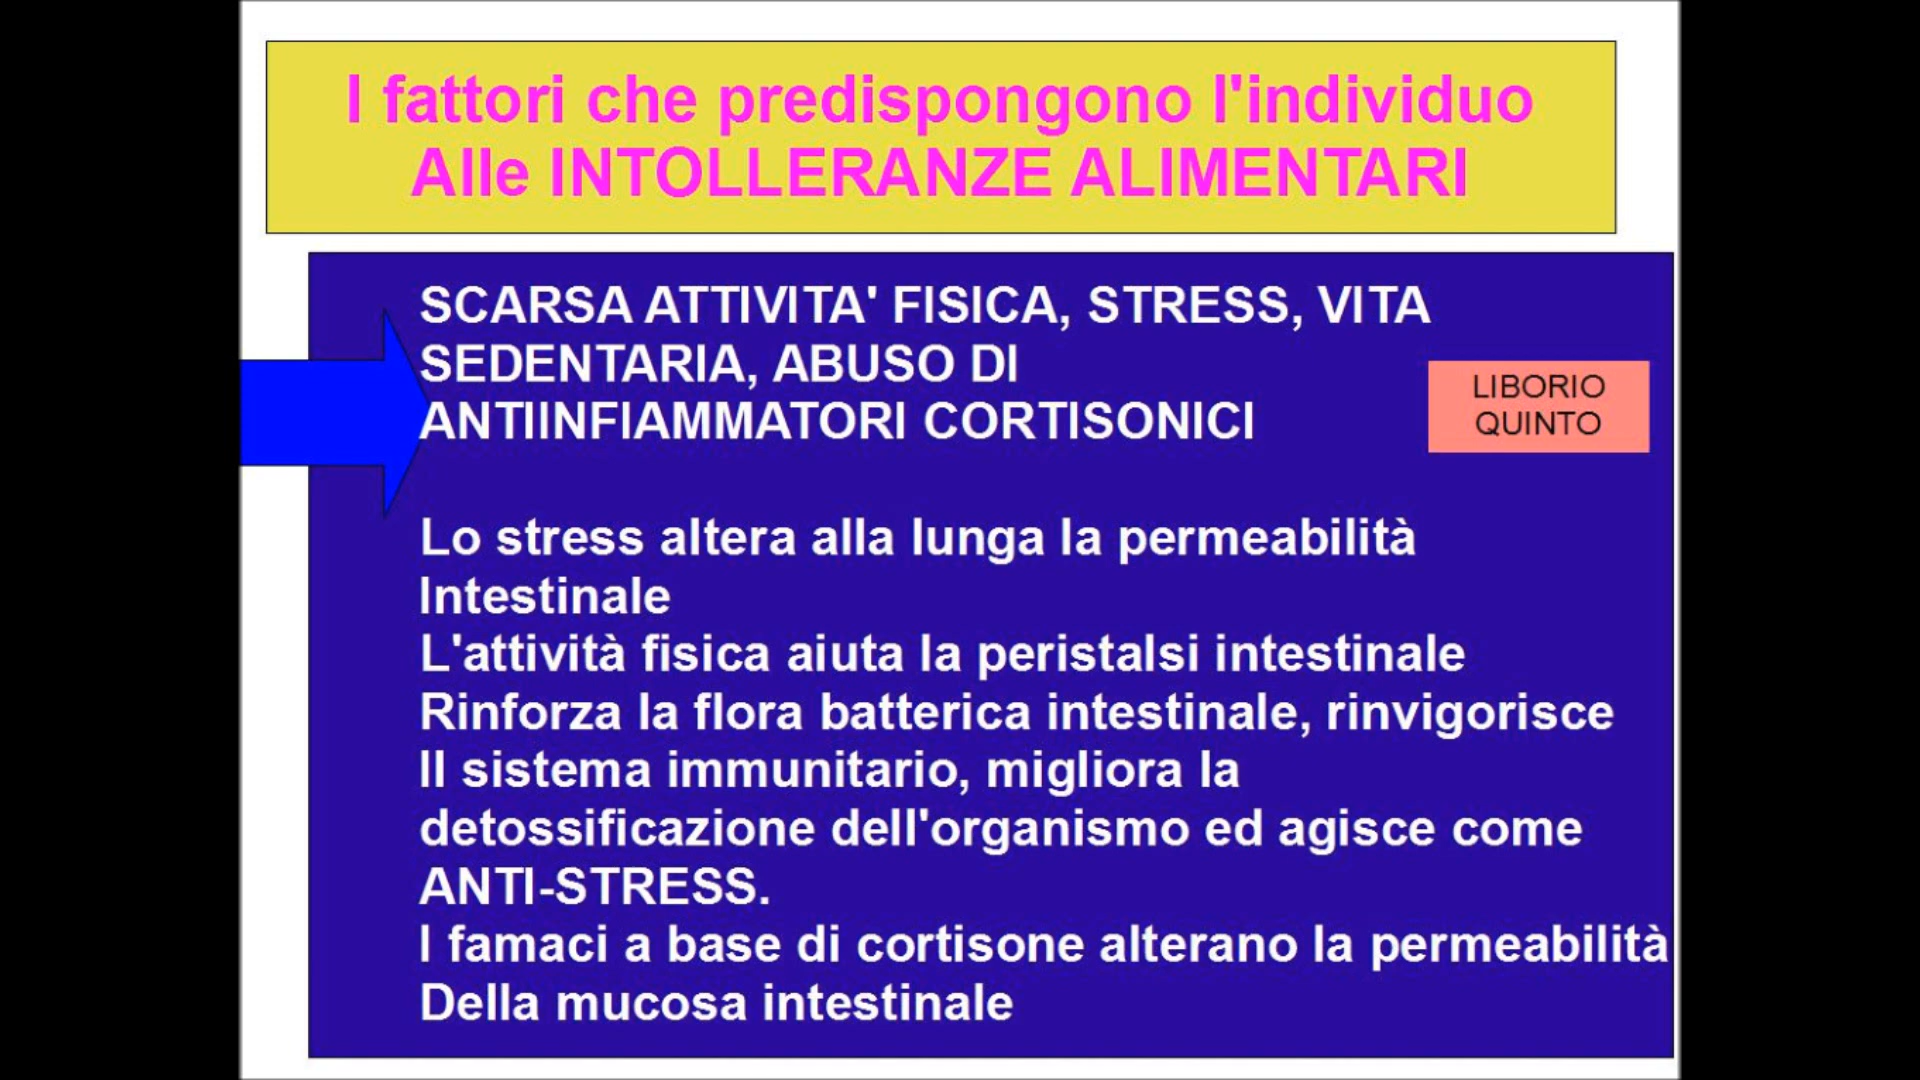 I fattori che predispongono l'individuo
Alle INTOLLERANZE ALIMENTARI
SCARSA ATTIVITA' FISICA, STRESS, VITA
SEDENTARIA, ABUSO DI
ANTIINFIAMMATORI CORTISONICI
LIBORIO
QUINTO
Lo stress altera alla lunga la permeabilità
Intestinale
L'attività fisica aiuta la peristalsi intestinale
Rinforza la flora batterica intestinale, rinvigorisce
Il sistema immunitario, migliora la
detossificazione dell'organismo ed agisce come
ANTI-STRESS.
I famaci a base di cortisone alterano la permeabilità
Della mucosa intestinale